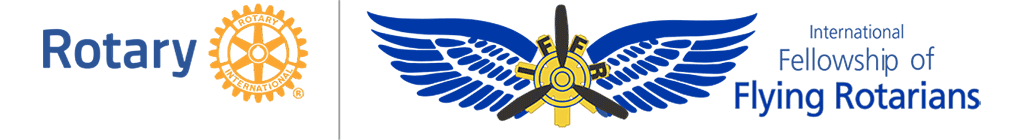 Rotary
ROTARY
INTERNATIONAL
®
I F F R
International
Fellowship of
Flying Rotarians